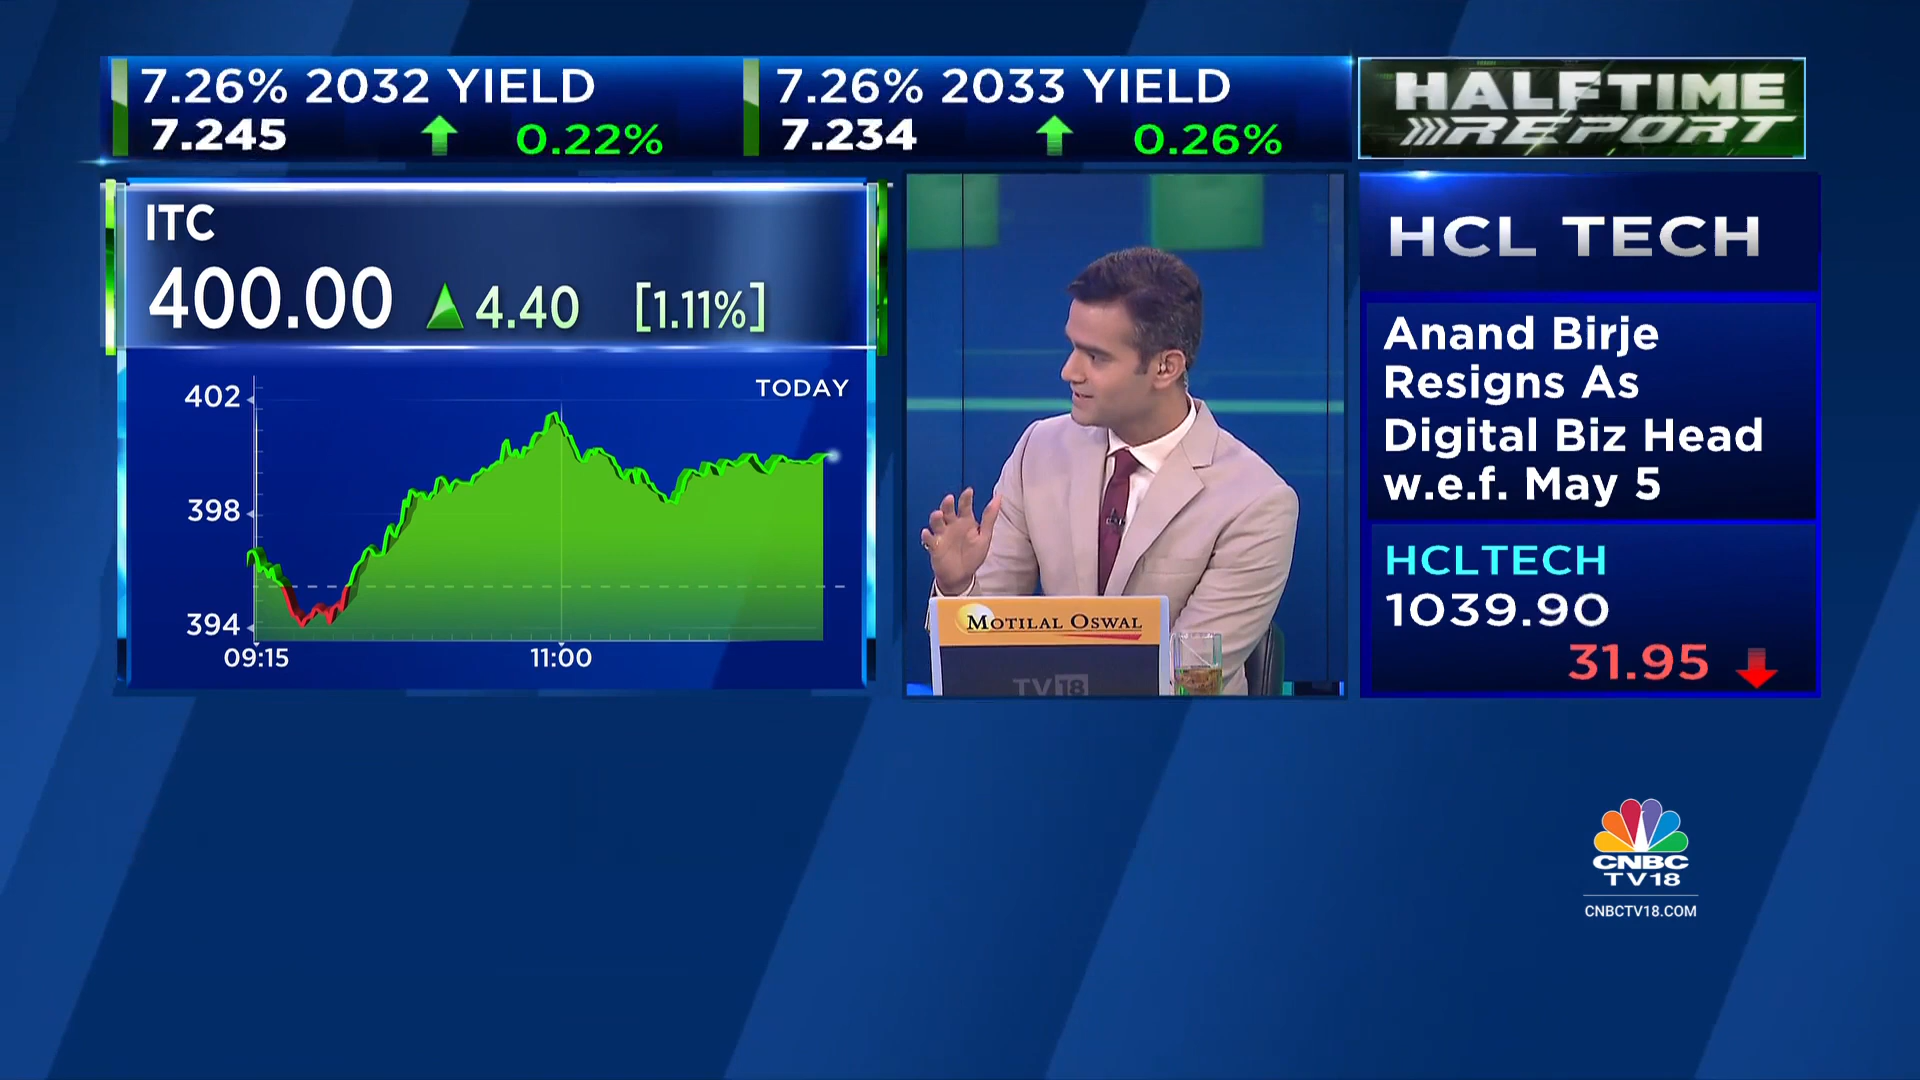 7.26% 2032 YIELD
7.245 0.22%
7.26% 2033 YIELD
7.234 0.26%
HALFTIME
REPORT
ITC
400.00 4.40 [1.11%]
TODAY
402
398
394
09:15 11:00
MOTILAL OSWAL
TV18
HCL TECH
Anand Birje
Resigns As
Digital Biz Head
w.e.f. May 5
HCLTECH
1039.90
31.95
CNBC
TV18
CNBCTV18.COM